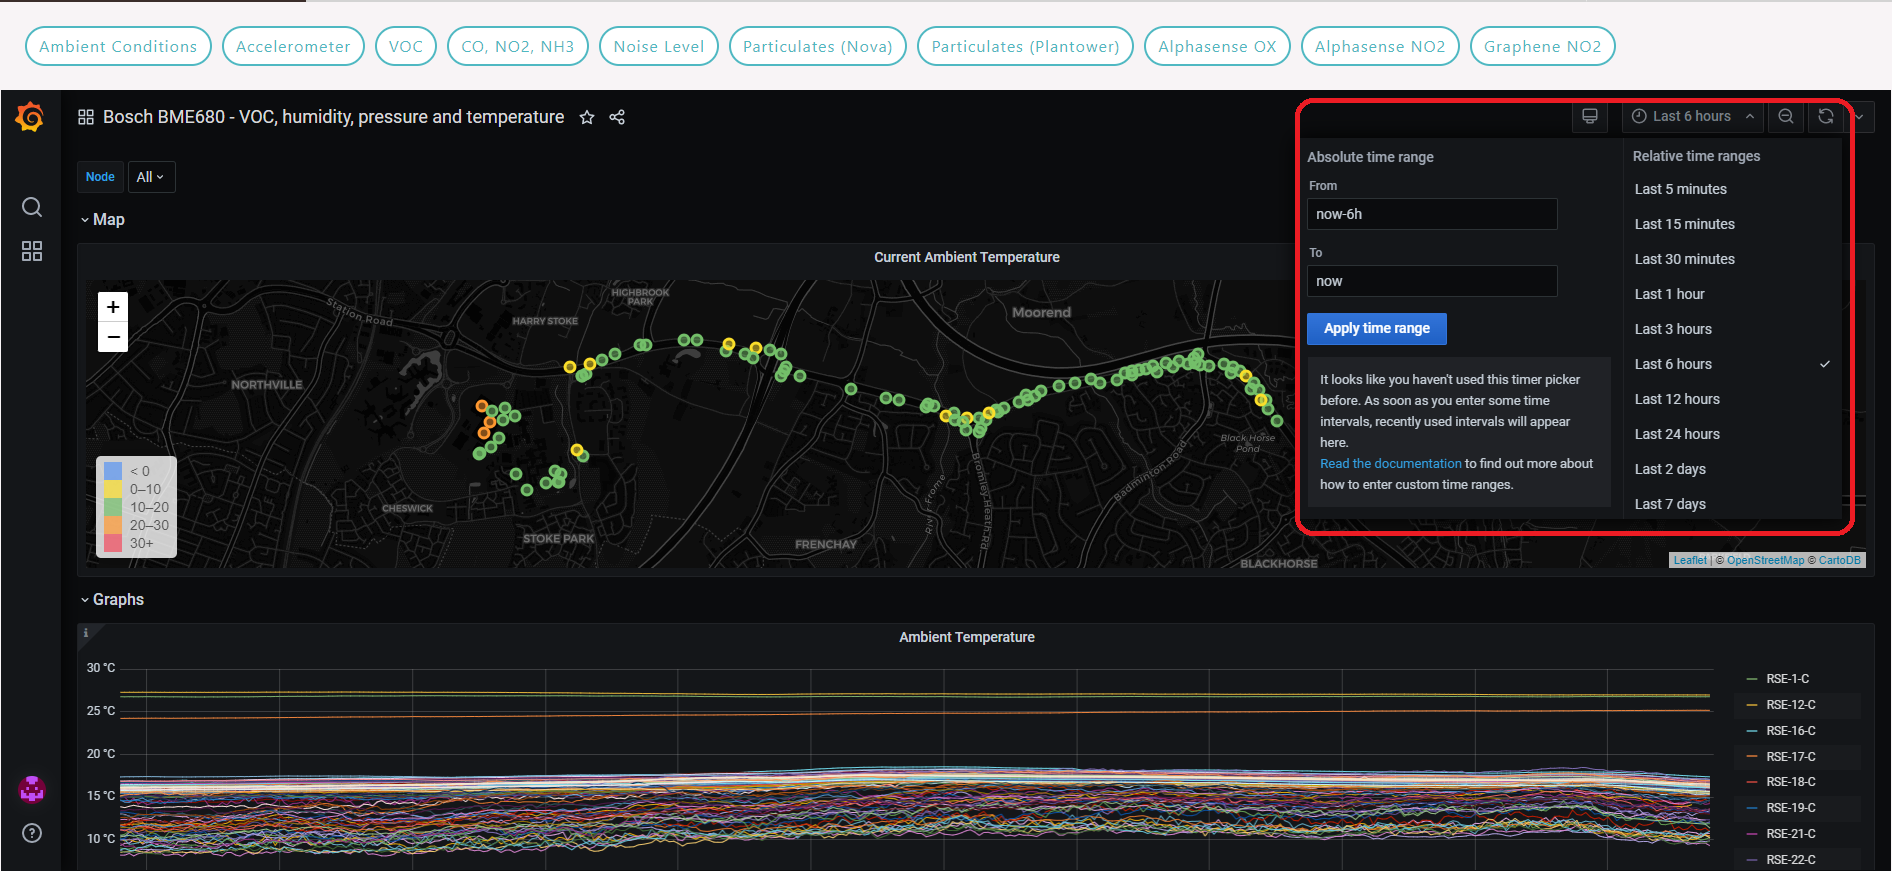 Ambient Conditions
Accelerometer
VOC
CO, NO2, NH3
Noise Level
Particulates (Nova)
Particulates (Plantower)
Alphasense OX
Alphasense NO2
Graphene NO2
Bosch BME680 - VOC, humidity, pressure and temperature
Last 6 hours
Node
All
Map
Current Ambient Temperature
+
−
Station Road
HIGHBROOK
PARK
HARRY STOKE
Moorend
NORTHVILLE
CHESWICK
STOKE PARK
FRENCHAY
River Frome
Bromley Heath Rd
Badminton Road
Black Horse
Pond
BLACKHORSE
< 0
0–10
10–20
20–30
30+
Leaflet | © OpenStreetMap © CartoDB
Absolute time range
From
now-6h
To
now
Apply time range
It looks like you haven't used this timer picker
before. As soon as you enter some time
intervals, recently used intervals will appear
here.
Read the documentation to find out more about
how to enter custom time ranges.
Relative time ranges
Last 5 minutes
Last 15 minutes
Last 30 minutes
Last 1 hour
Last 3 hours
Last 6 hours
Last 12 hours
Last 24 hours
Last 2 days
Last 7 days
Graphs
i
Ambient Temperature
30 °C
25 °C
20 °C
15 °C
10 °C
RSE-1-C
RSE-12-C
RSE-16-C
RSE-17-C
RSE-18-C
RSE-19-C
RSE-21-C
RSE-22-C
?